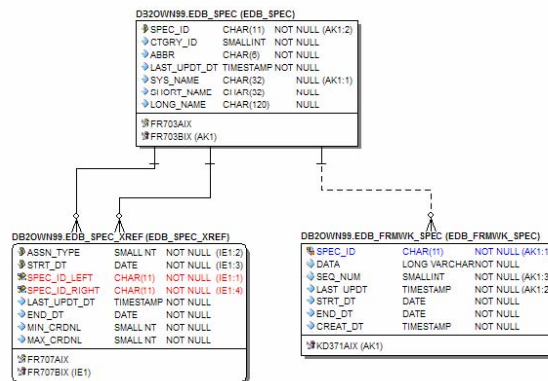 DB2OWN99.EDB_SPEC (EDB_SPEC)
SPEC_ID CHAR(11) NOT NULL (AK1:2)
CTGRY_ID SMALLINT NOT NULL
ABBR CHAR(6) NOT NULL
LAST_UPDT_DT TIMESTAMP NOT NULL
SYS_NAME CHAR(32) NULL (AK1:1)
SHORT_NAME CHAR(32) NULL
LONG_NAME CHAR(120) NULL
FR703AIX
FR703BIX (AK1)
DB2OWN99.EDB_SPEC_XREF (EDB_SPEC_XREF)
ASSN_TYPE SMALLINT NOT NULL (IE1:2)
STRT_DT DATE NOT NULL (IE1:3)
SPEC_ID_LEFT CHAR(11) NOT NULL (IE1:1)
SPEC_ID_RIGHT CHAR(11) NOT NULL (IE1:4)
LAST_UPDT_DT TIMESTAMP NOT NULL
END_DT DATE NOT NULL
MIN_CRDNL SMALLINT NOT NULL
MAX_CRDNL SMALLINT NOT NULL
FR707AIX
FR707BIX (IE1)
DB2OWN99.EDB_FRMWK_SPEC (EDB_FRMWK_SPEC)
SPEC_ID CHAR(11) NOT NULL (AK1:1)
DATA LONG VARCHAR NOT NULL
SEQ_NUM SMALLINT NOT NULL (AK1:3)
LAST_UPDT TIMESTAMP NOT NULL (AK1:2)
STRT_DT DATE NOT NULL
END_DT DATE NOT NULL
CREAT_DT TIMESTAMP NOT NULL
KD371AIX (AK1)